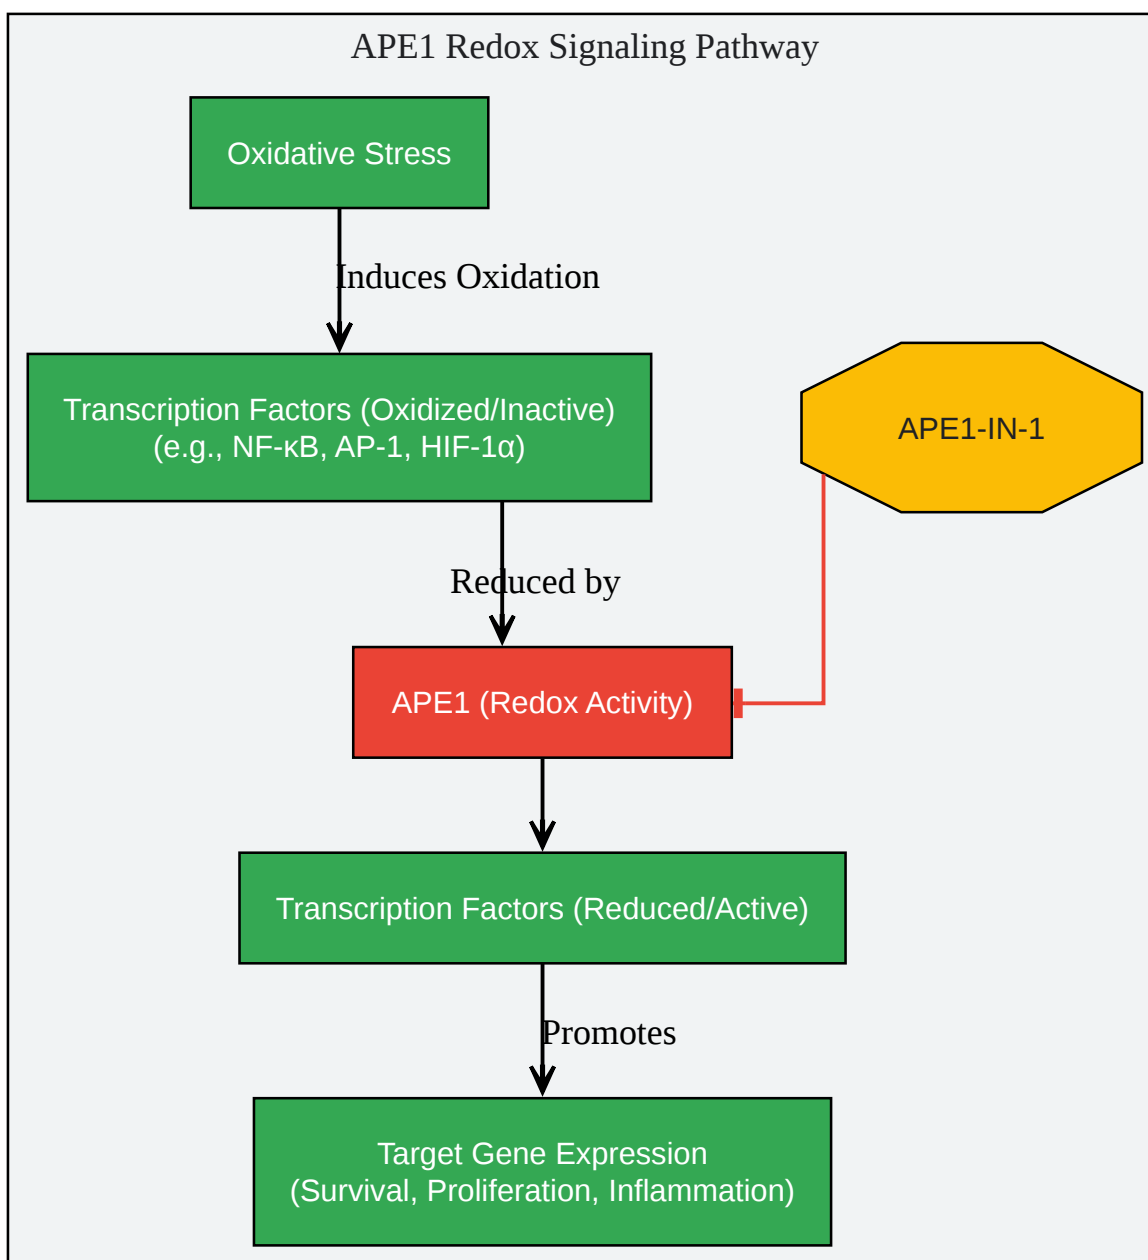 APE1 Redox Signaling Pathway
Oxidative Stress
Induces Oxidation
Transcription Factors (Oxidized/Inactive)
(e.g., NF-κB, AP-1, HIF-1α)
APE1-IN-1
Reduced by
APE1 (Redox Activity)
Transcription Factors (Reduced/Active)
Promotes
Target Gene Expression
(Survival, Proliferation, Inflammation)